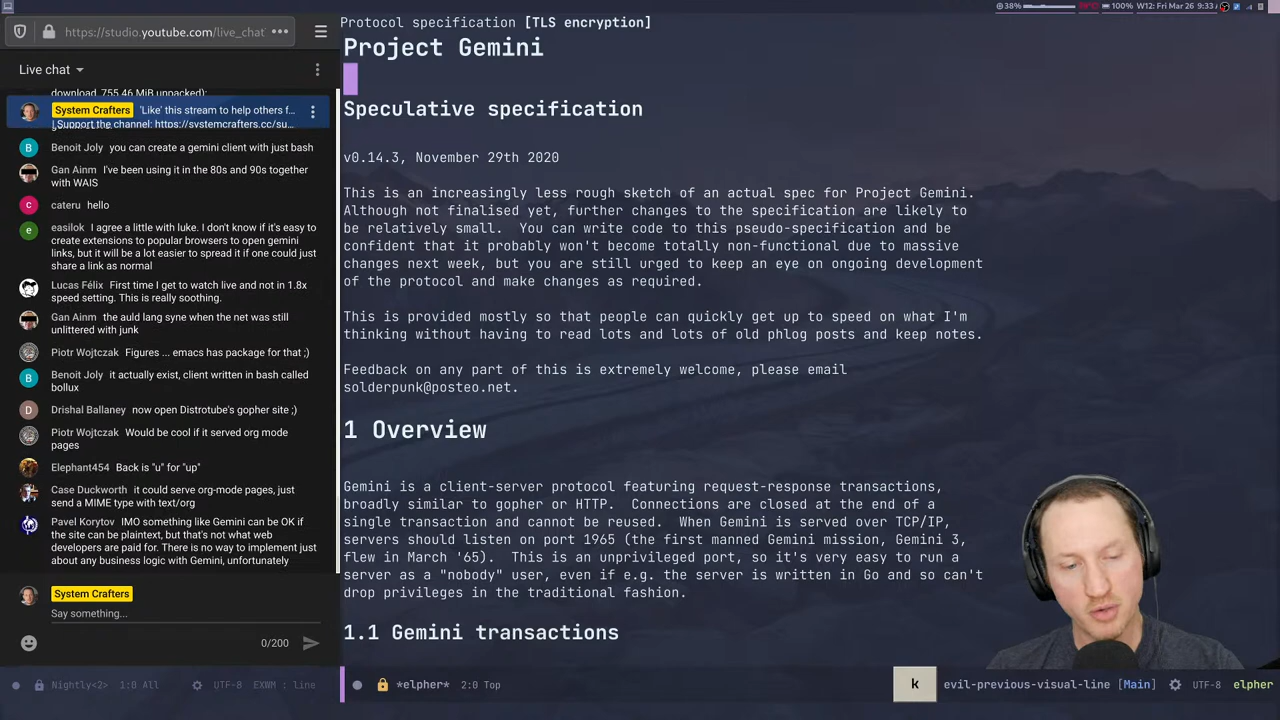 38%
100%
W12: Fri Mar 26
9:33
https://studio.youtube.com/live_chat
Live chat
download, 755.46 MiB unpacked):
System Crafters 'Like' this stream to help others f...
| Support the channel: https://systemcrafters.cc/su...
Benoit Joly you can create a gemini client with just bash
Gan Ainm I've been using it in the 80s and 90s together
with WAIS
cateru hello
easilok I agree a little with luke. I don't know if it's easy to
create extensions to popular browsers to open gemini
links, but it will be a lot easier to spread it if one could just
share a link as normal
Lucas Félix First time I get to watch live and not in 1.8x
speed setting. This is really soothing.
Gan Ainm the auld lang syne when the net was still
unlittered with junk
Piotr Wojtczak Figures ... emacs has package for that ;)
Benoit Joly it actually exist, client written in bash called
bollux
Drishal Ballaney now open Distrotube's gopher site ;)
Piotr Wojtczak Would be cool if it served org mode
pages
Elephant454 Back is "u" for "up"
Case Duckworth it could serve org-mode pages, just
send a MIME type with text/org
Pavel Korytov IMO something like Gemini can be OK if
the site can be plaintext, but that's not what web
developers are paid for. There is no way to implement just
about any business logic with Gemini, unfortunately
System Crafters
Say something...
0/200
Nightly<2> 1:0 All
UTF-8 EXWM : line
Protocol specification [TLS encryption]
Project Gemini
Speculative specification
v0.14.3, November 29th 2020
This is an increasingly less rough sketch of an actual spec for Project Gemini.
Although not finalised yet, further changes to the specification are likely to
be relatively small.  You can write code to this pseudo-specification and be
confident that it probably won't become totally non-functional due to massive
changes next week, but you are still urged to keep an eye on ongoing development
of the protocol and make changes as required.
This is provided mostly so that people can quickly get up to speed on what I'm
thinking without having to read lots and lots of old phlog posts and keep notes.
Feedback on any part of this is extremely welcome, please email
solderpunk@posteo.net.
1 Overview
Gemini is a client-server protocol featuring request-response transactions,
broadly similar to gopher or HTTP.  Connections are closed at the end of a
single transaction and cannot be reused.  When Gemini is served over TCP/IP,
servers should listen on port 1965 (the first manned Gemini mission, Gemini 3,
flew in March '65).  This is an unprivileged port, so it's very easy to run a
server as a "nobody" user, even if e.g. the server is written in Go and so can't
drop privileges in the traditional fashion.
1.1 Gemini transactions
*elpher* 2:0 Top
k
evil-previous-visual-line [Main]
UTF-8
elpher